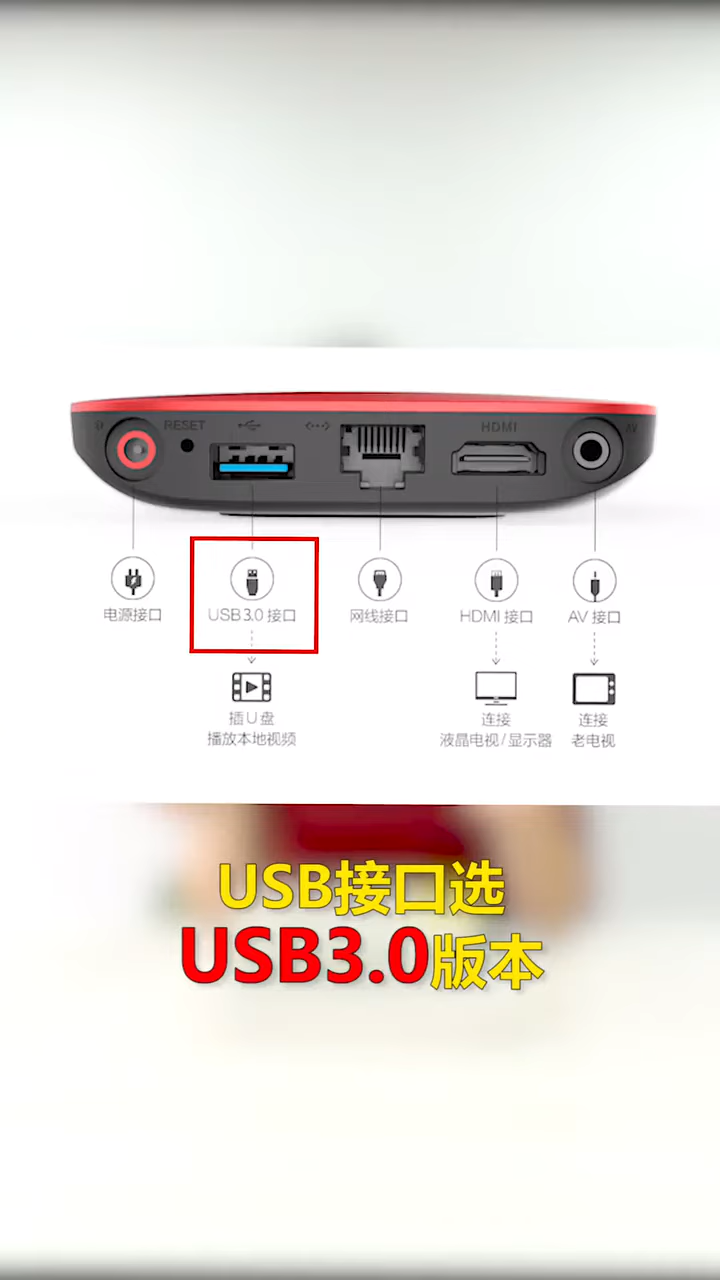 RESET
HDMI
AV
电源接口
USB3.0 接口
网线接口
HDMI 接口
AV 接口
插U盘
播放本地视频
连接
液晶电视/显示器
连接
老电视
USB接口选
USB3.0版本